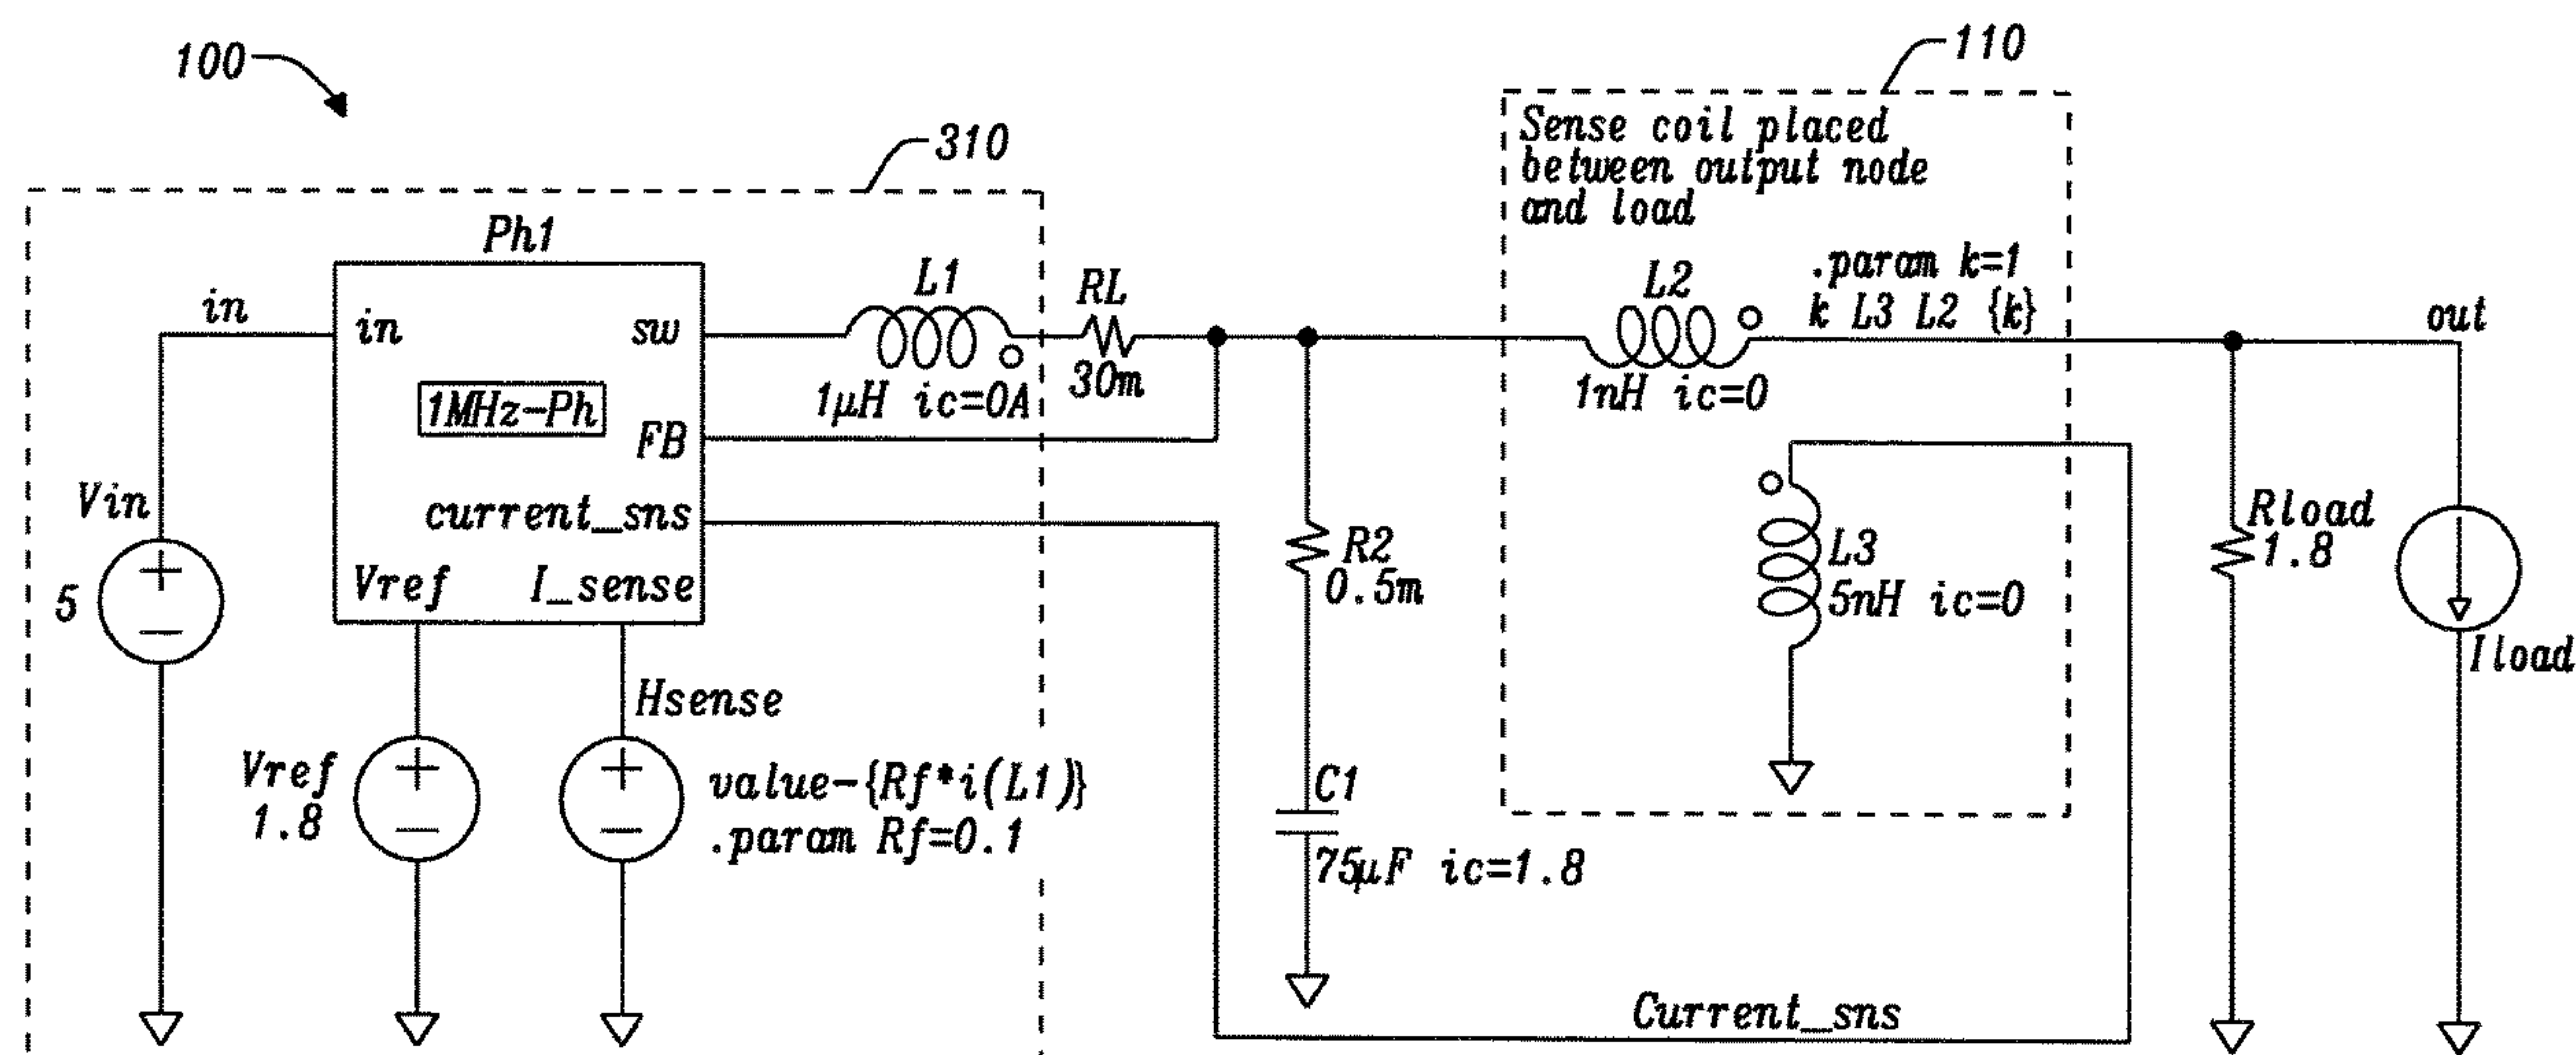 100
310
110
Sense coil placed
between output node
and load
Ph1
in
in
sw
1MHz-Ph
FB
current_sns
Vref
I_sense
L1
1µH ic=0A
RL
30m
L2
1nH ic=0
.param k=1
k L3 L2 {k}
out
Vin
5
R2
0.5m
L3
5nH ic=0
Rload
1.8
Iload
Vref
1.8
Hsense
value-{Rf*i(L1)}
.param Rf=0.1
C1
75µF ic=1.8
Current_sns